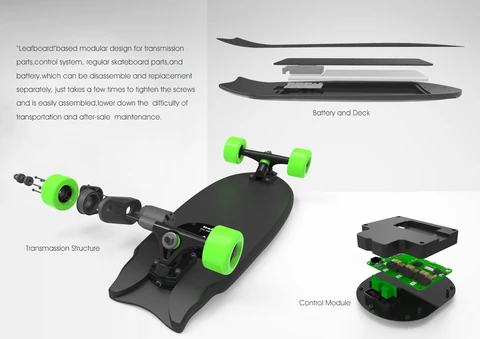 "Leafboard"based modular design for transmission
parts,control system, regular skateboard parts,and
battery,which can be disassemble and replacement
separately, just takes a few times to tighten the screws
and is easily assembled,lower down the difficulty of
transportation and after-sale maintenance.
Battery and Deck
Transmassion Structure
Control Module